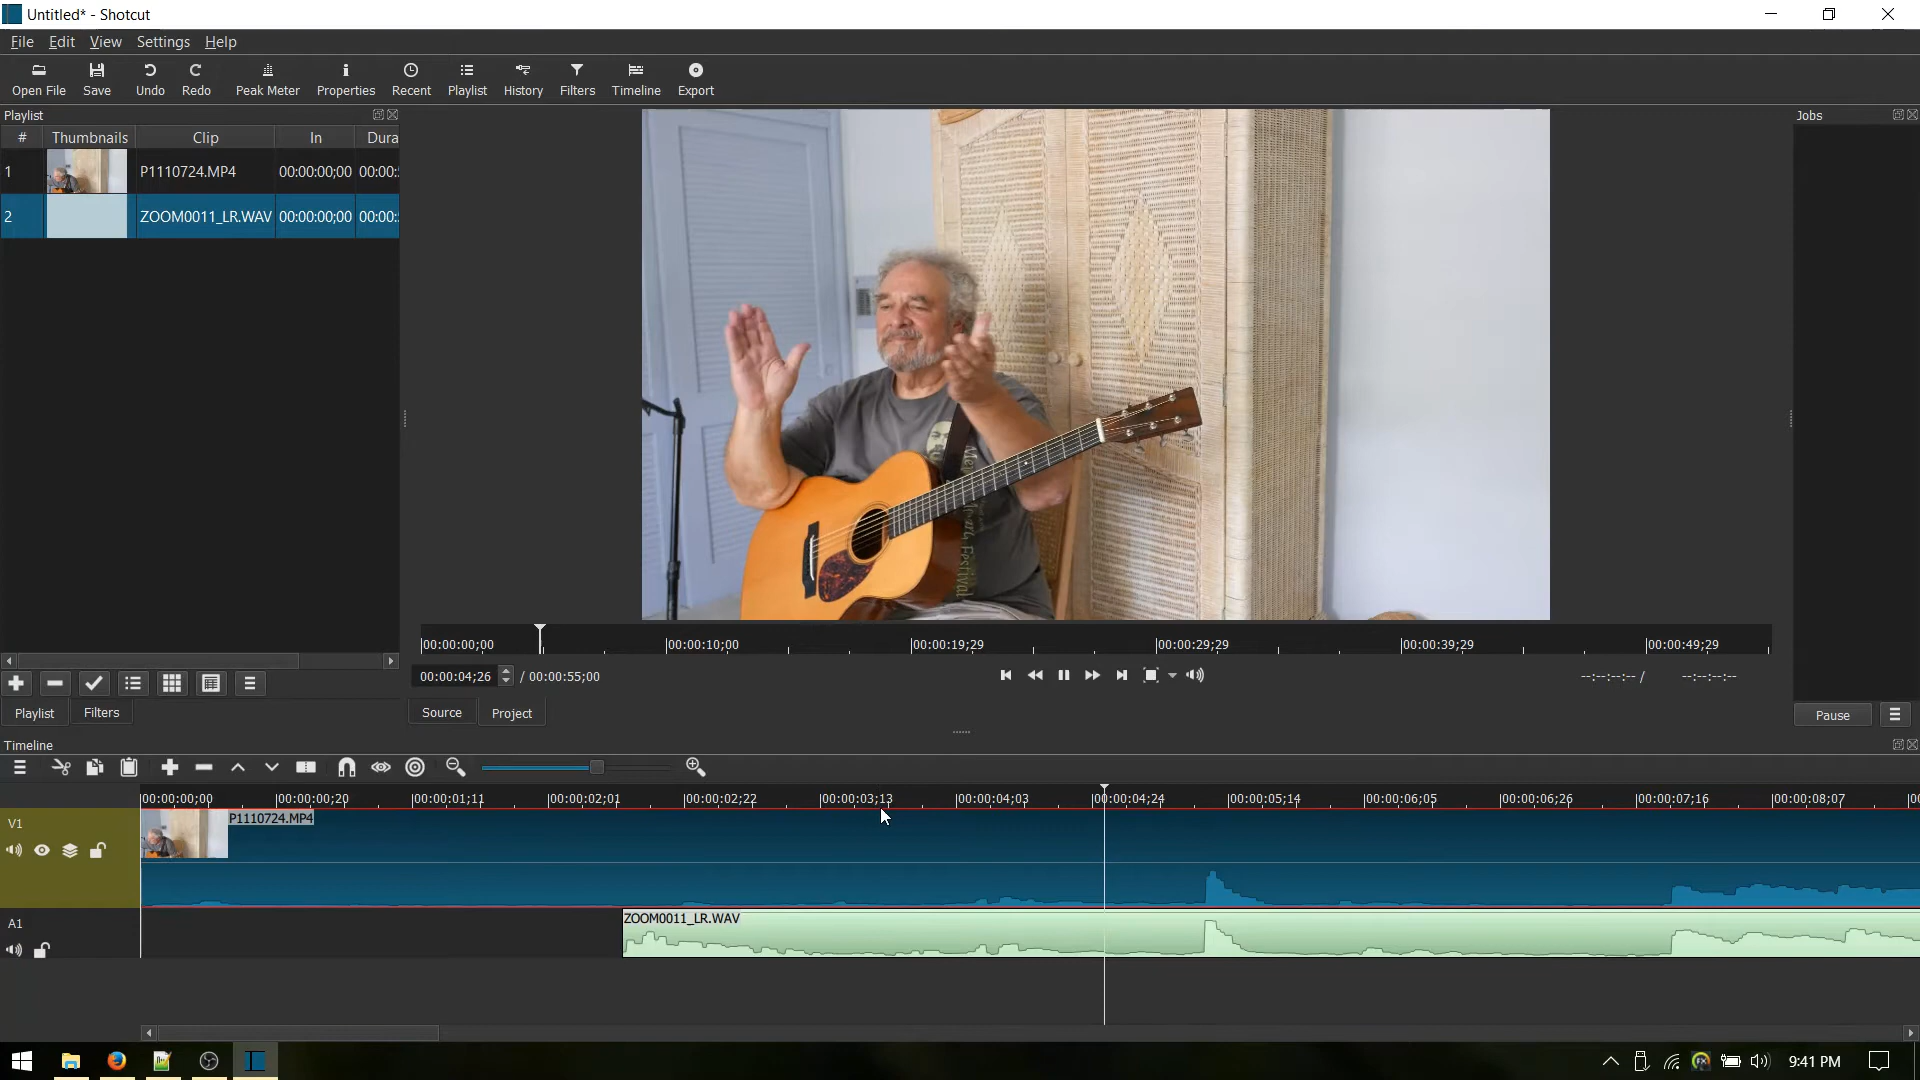 Untitled* - Shotcut
File Edit View Settings Help
Open File Save Undo Redo Peak Meter Properties Recent Playlist History Filters Timeline Export
Playlist
Jobs
# Thumbnails Clip In Dura
1 P1110724.MP4 00:00:00;00 00:00:
2 ZOOM0011_LR.WAV 00:00:00;00 00:00:
Festival
00:00:00;00 00:00:10;00 00:00:19;29 00:00:29;29 00:00:39;29 00:00:49;29
00:00:04;26 / 00:00:55;00 --:--:--:-- / --:--:--:--
Playlist Filters Source Project Pause
Timeline
00:00:00;00 00:00:00;20 00:00:01;11 00:00:02;01 00:00:02;22 00:00:03;13 00:00:04;03 00:00:04;24 00:00:05;14 00:00:06;05 00:00:06;26 00:00:07;16 00:00:08;07 00
V1 P1110724.MP4
A1 ZOOM0011_LR.WAV
9:41 PM